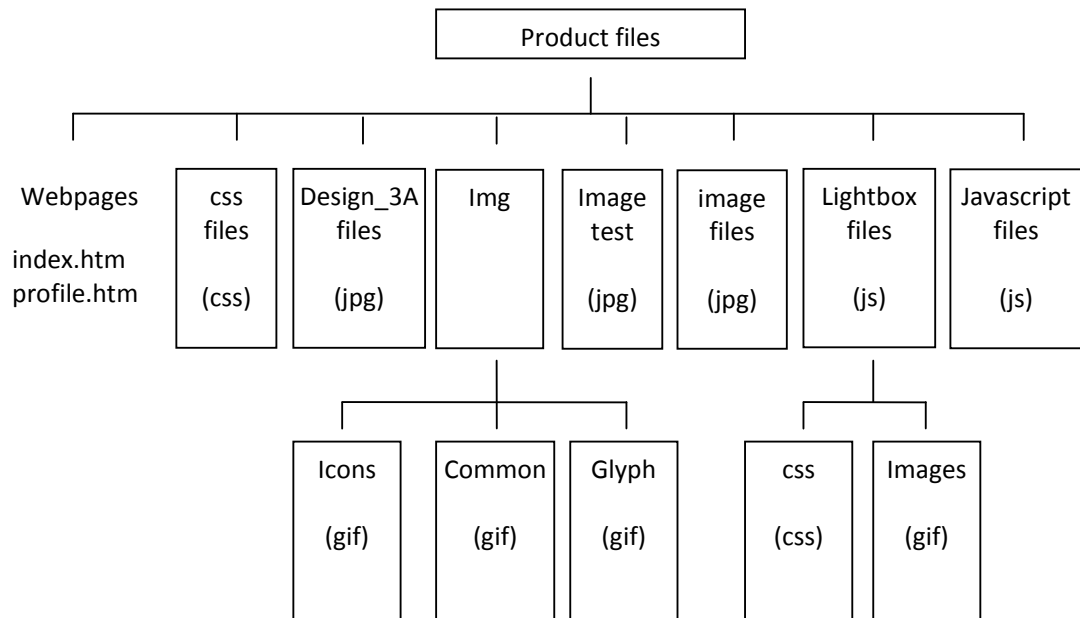 Product files
Webpages
index.htm
profile.htm
css
files
(css)
Design_3A
files
(jpg)
Img
Image
test
(jpg)
image
files
(jpg)
Lightbox
files
(js)
Javascript
files
(js)
Icons
(gif)
Common
(gif)
Glyph
(gif)
css
(css)
Images
(gif)